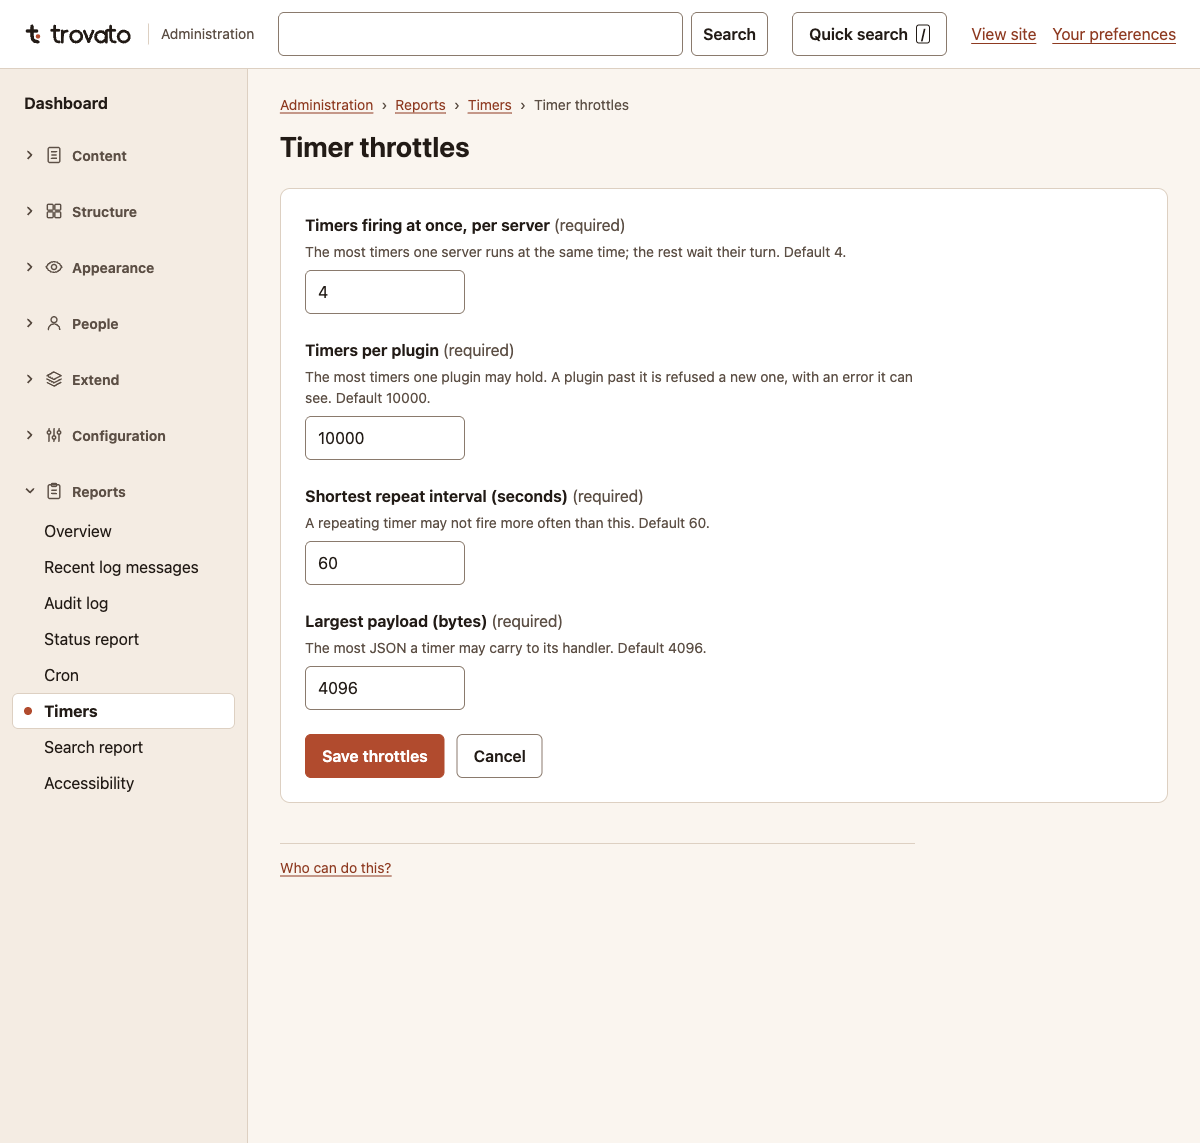 trovato
Administration
Search
Quick search /
View site
Your preferences
Dashboard
Content
Structure
Appearance
People
Extend
Configuration
Reports
Overview
Recent log messages
Audit log
Status report
Cron
Timers
Search report
Accessibility
Administration › Reports › Timers › Timer throttles
Timer throttles
Timers firing at once, per server (required)
The most timers one server runs at the same time; the rest wait their turn. Default 4.
4
Timers per plugin (required)
The most timers one plugin may hold. A plugin past it is refused a new one, with an error it can
see. Default 10000.
10000
Shortest repeat interval (seconds) (required)
A repeating timer may not fire more often than this. Default 60.
60
Largest payload (bytes) (required)
The most JSON a timer may carry to its handler. Default 4096.
4096
Save throttles
Cancel
Who can do this?